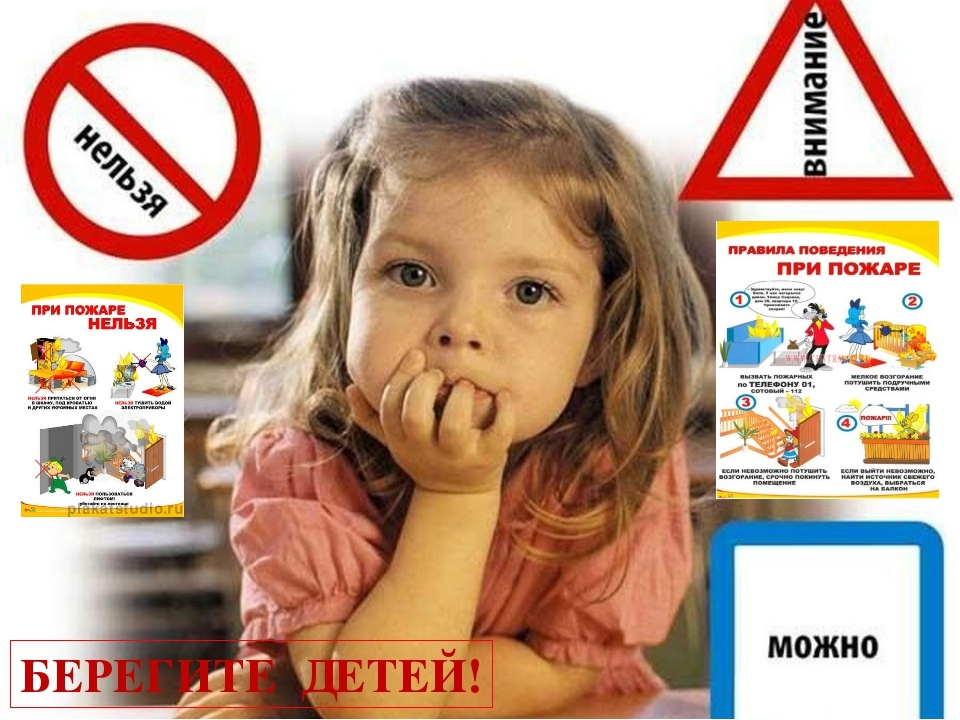 нельзя
внимание
ПРИ ПОЖАРЕ
НЕЛЬЗЯ
НЕЛЬЗЯ ПРЯТАТЬСЯ ОТ ОГНЯ
В ШКАФУ, ПОД КРОВАТЬЮ
И ДРУГИХ УКРОМНЫХ МЕСТАХ
НЕЛЬЗЯ ТУШИТЬ ВОДОЙ
ЭЛЕКТРОПРИБОРЫ
НЕЛЬЗЯ ПОЛЬЗОВАТЬСЯ
ЛИФТОМ!
plakatstudio.ru
ПРАВИЛА ПОВЕДЕНИЯ
ПРИ ПОЖАРЕ
1
2
ВЫЗВАТЬ ПОЖАРНЫХ
по ТЕЛЕФОНУ 01,
СОТОВЫЙ – 112
МЕЛКОЕ ВОЗГОРАНИЕ
ПОТУШИТЬ ПОДРУЧНЫМИ
СРЕДСТВАМИ
3
4
ПОЖАР!!!
ЕСЛИ НЕВОЗМОЖНО ПОТУШИТЬ
ВОЗГОРАНИЕ, СРОЧНО ПОКИНУТЬ
ПОМЕЩЕНИЕ
ЕСЛИ ВЫЙТИ НЕВОЗМОЖНО,
НАЙТИ ИСТОЧНИК СВЕЖЕГО
ВОЗДУХА, ВЫБРАТЬСЯ
НА БАЛКОН
можно
БЕРЕГИТЕ ДЕТЕЙ!